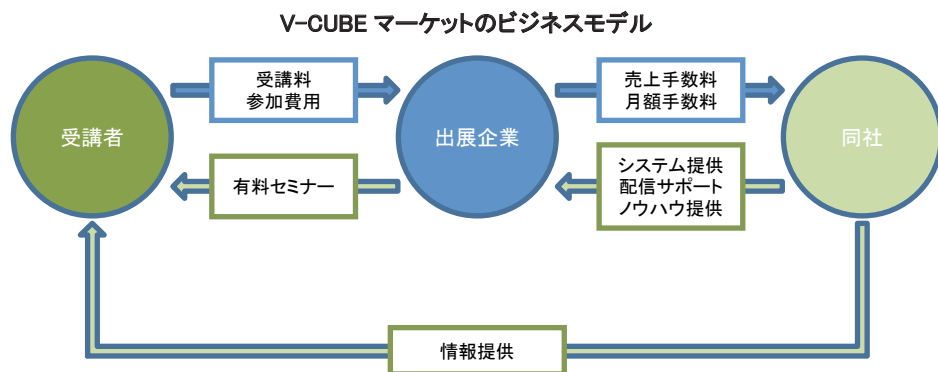 V-CUBE マーケットのビジネスモデル
受講者
受講料
参加費用
出展企業
売上手数料
月額手数料
同社
有料セミナー
システム提供
配信サポート
ノウハウ提供
情報提供